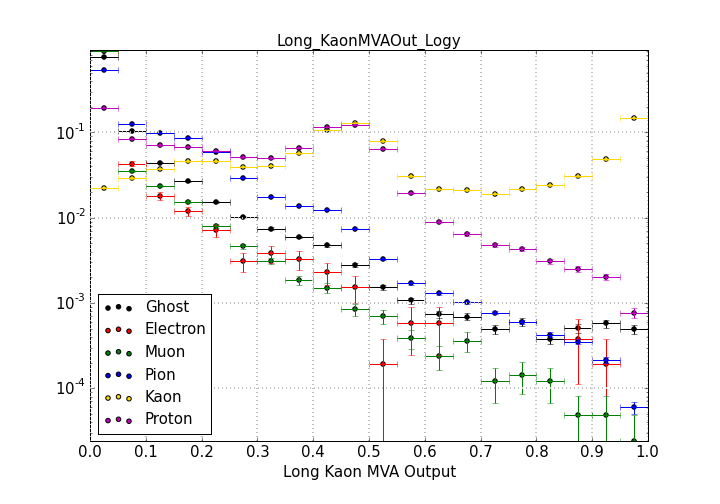 Long_KaonMVAOut_Logy
10^-1
10^-2
10^-3
10^-4
Ghost
Electron
Muon
Pion
Kaon
Proton
0.0 0.1 0.2 0.3 0.4 0.5 0.6 0.7 0.8 0.9 1.0
Long Kaon MVA Output